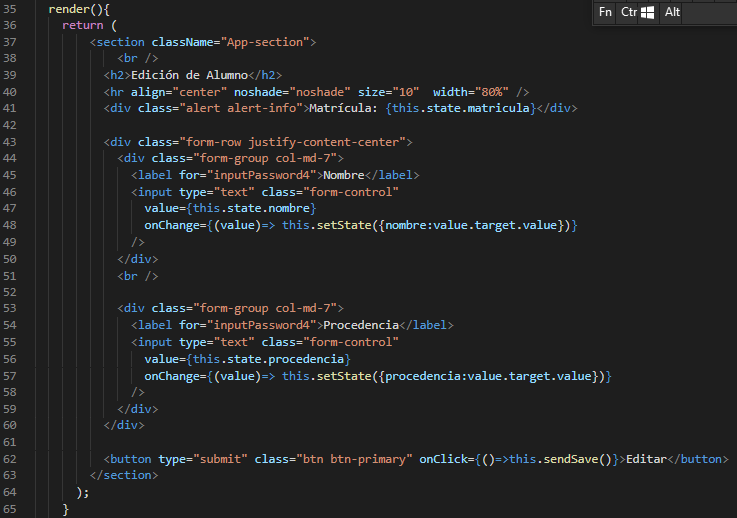 Fn Ctr Alt
35 render(){
36 return (
37 <section className="App-section">
38 <br />
39 <h2>Edición de Alumno</h2>
40 <hr align="center" noshade="noshade" size="10"  width="80%" />
41 <div class="alert alert-info">Matrícula: {this.state.matricula}</div>
42
43 <div class="form-row justify-content-center">
44 <div class="form-group col-md-7">
45 <label for="inputPassword4">Nombre</label>
46 <input type="text" class="form-control"
47 value={this.state.nombre}
48 onChange={(value)=> this.setState({nombre:value.target.value})}
49 />
50 </div>
51 <br />
52
53 <div class="form-group col-md-7">
54 <label for="inputPassword4">Procedencia</label>
55 <input type="text" class="form-control"
56 value={this.state.procedencia}
57 onChange={(value)=> this.setState({procedencia:value.target.value})}
58 />
59 </div>
60 </div>
61
62 <button type="submit" class="btn btn-primary" onClick={()=>this.sendSave()}>Editar</button>
63 </section>
64 );
65 }